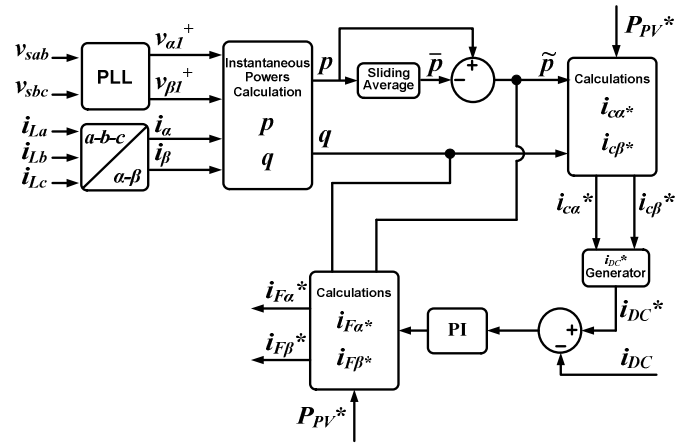 v_sab
v_sbc
PLL
v_α1^+
v_β1^+
i_La
i_Lb
i_Lc
a-b-c
α-β
i_α
i_β
Instantaneous
Powers
Calculation
p
q
p
q
Sliding
Average
p̄
−
+
p̃
P_PV*
Calculations
i_cα*
i_cβ*
i_cα*
i_cβ*
i_DC*
Generator
i_DC*
+
−
i_DC
PI
Calculations
i_Fα*
i_Fβ*
i_Fα*
i_Fβ*
P_PV*